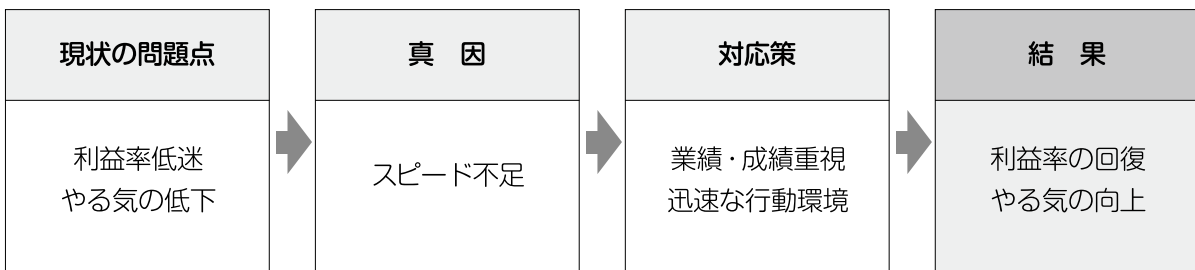 現状の問題点
利益率低迷
やる気の低下
真　因
スピード不足
対応策
業績・成績重視
迅速な行動環境
結　果
利益率の回復
やる気の向上